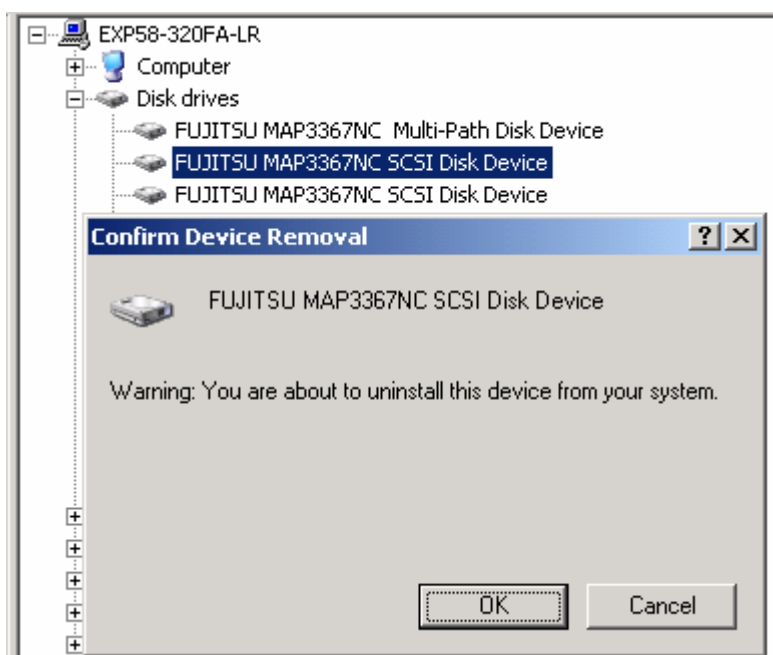 EXP58-320FA-LR
Computer
Disk drives
FUJITSU MAP3367NC Multi-Path Disk Device
FUJITSU MAP3367NC SCSI Disk Device
FUJITSU MAP3367NC SCSI Disk Device
Confirm Device Removal
FUJITSU MAP3367NC SCSI Disk Device
Warning: You are about to uninstall this device from your system.
OK Cancel